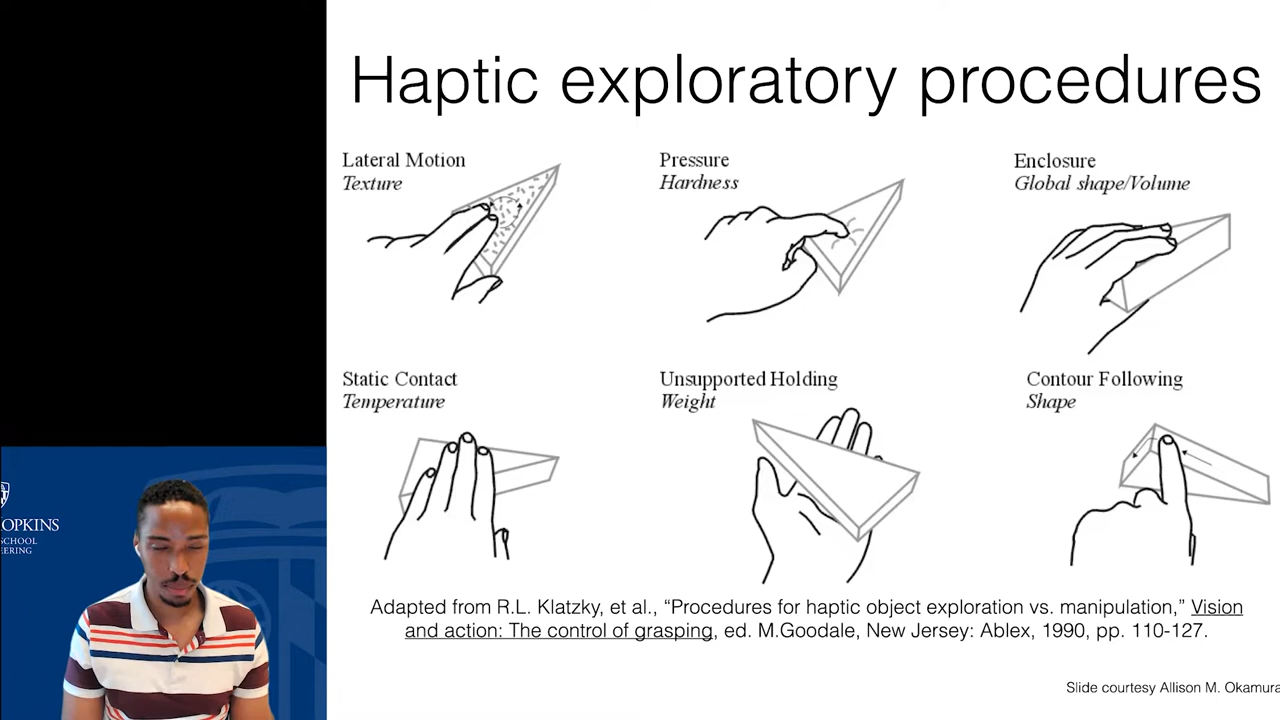 Haptic exploratory procedures
Lateral Motion
Texture
Pressure
Hardness
Enclosure
Global shape/Volume
Static Contact
Temperature
Unsupported Holding
Weight
Contour Following
Shape
OPKINS
SCHOOL
EERING
Adapted from R.L. Klatzky, et al., “Procedures for haptic object exploration vs. manipulation,” Vision
and action: The control of grasping, ed. M.Goodale, New Jersey: Ablex, 1990, pp. 110-127.
Slide courtesy Allison M. Okamura